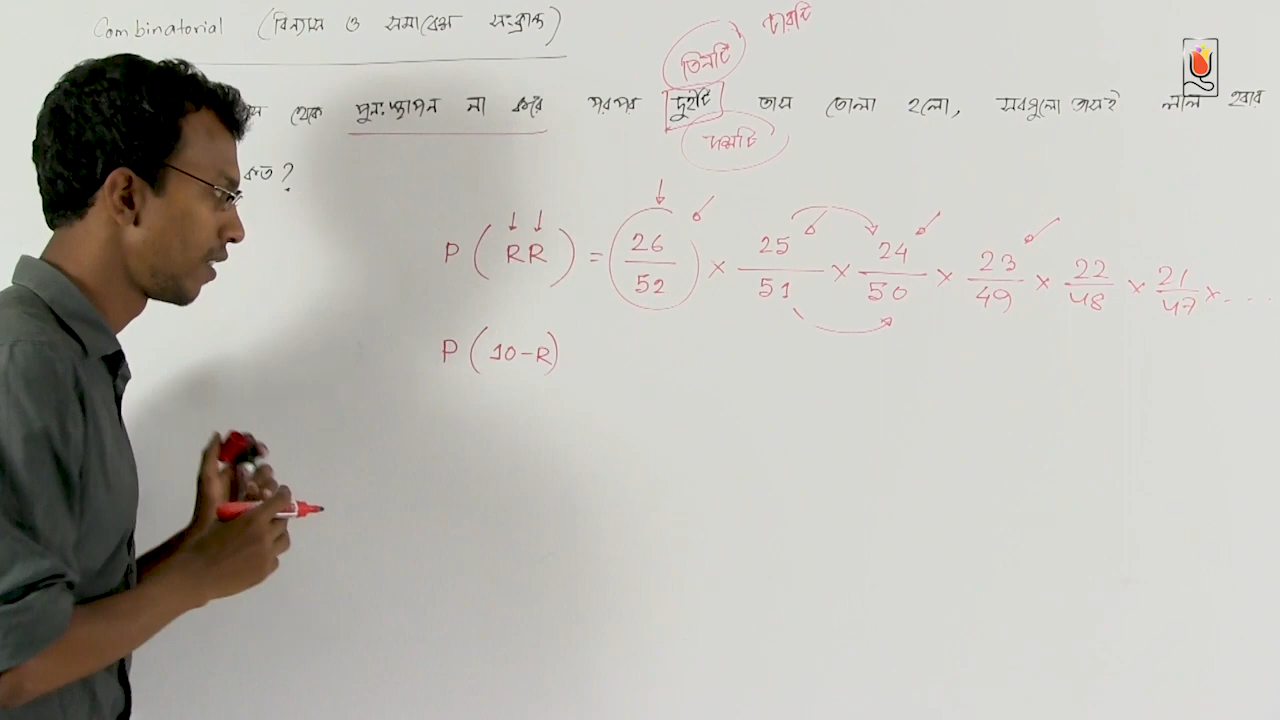 Combinatorial (বিন্যাস ও সমাবেশ সংক্রান্ত)
তিনটি চারটি
থেকে পুনঃস্থাপন না করে পরপর দুইটি তাস তোলা হলো, সবগুলো তাসই লাল হবার
দশটি
কত?
P(RR) = 26/52 × 25/51 × 24/50 × 23/49 × 22/48 × 21/47 × ....
P(10-R)